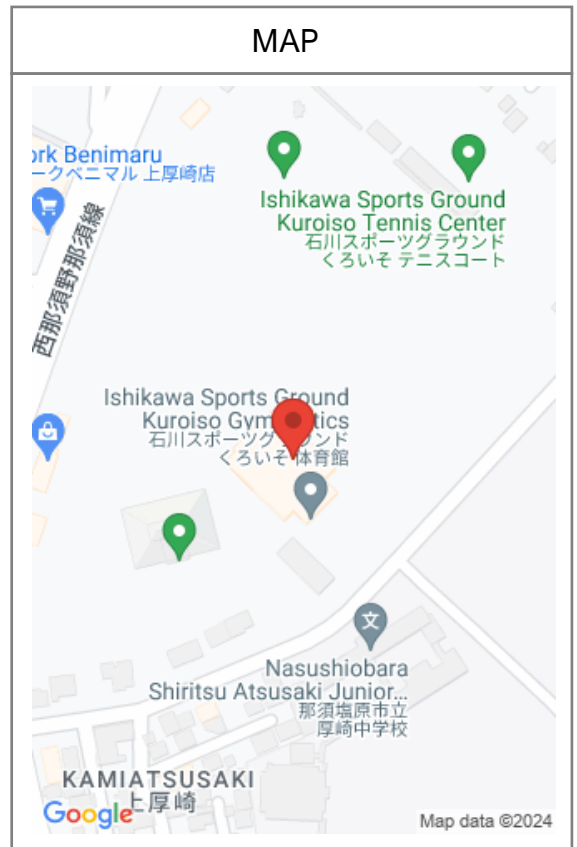 MAP
ork Benimaru
ークベニマル 上厚崎店
西那須野那須線
Ishikawa Sports Ground
Kuroiso Tennis Center
石川スポーツグラウンド
くろいそ テニスコート
Ishikawa Sports Ground
Kuroiso Gym tics
石川スポーツグ ウンド
くろいそ 体育館
文
Nasushiobara
Shiritsu Atsusaki Junior...
那須塩原市立
厚崎中学校
KAMIATSUSAKI
上厚崎
Google
Map data ©2024